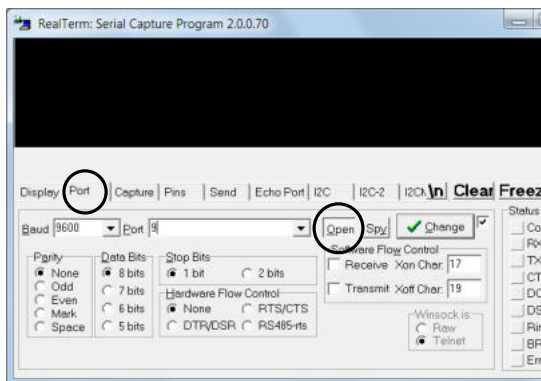 RealTerm: Serial Capture Program 2.0.0.70
Display Port Capture Pins Send Echo Port I2C I2C-2 \n Clear Freez
Status
Baud 9600 Port 9 Open Spy Change
Parity
None
Odd
Even
Mark
Space
Data Bits
8 bits
7 bits
6 bits
5 bits
Stop Bits
1 bit 2 bits
Hardware Flow Control
None RTS/CTS
DTR/DSR RS485-rts
Software Flow Control
Receive Xon Char: 17
Transmit Xoff Char: 19
Winsock is:
Raw
Telnet
Co
RX
TX
CT
DC
DS
Rin
BR
Err